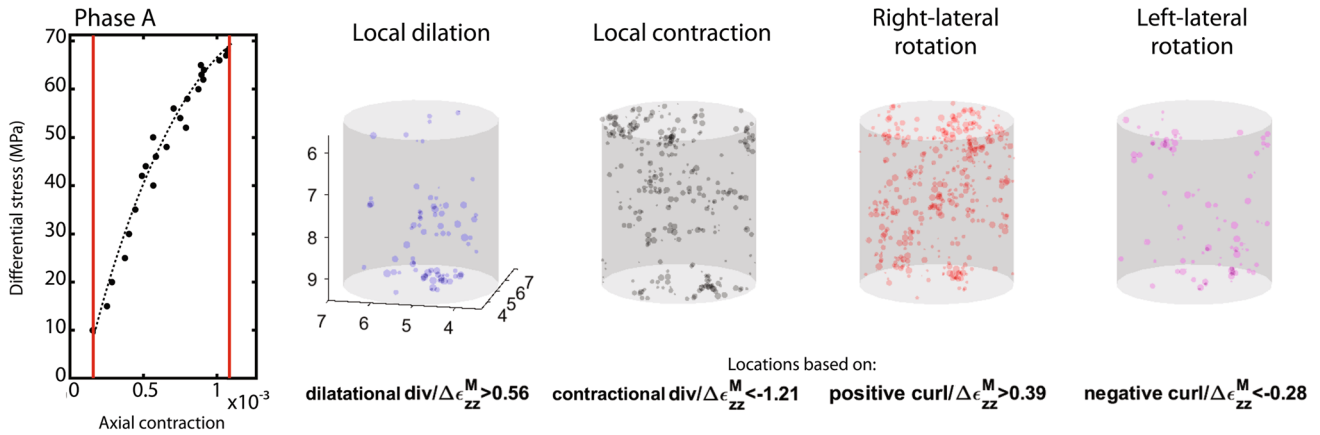 Phase A
Local dilation
Local contraction
Right-lateral
rotation
Left-lateral
rotation
Differential stress (MPa)
70
60
50
40
30
20
10
0
0
0.5
1.0
x10⁻³
Axial contraction
6
7
8
9
7
6
5
4
4
5
6
7
Locations based on:
dilatational div/Δϵ^M_zz>0.56
contractional div/Δϵ^M_zz<-1.21
positive curl/Δϵ^M_zz>0.39
negative curl/Δϵ^M_zz<-0.28